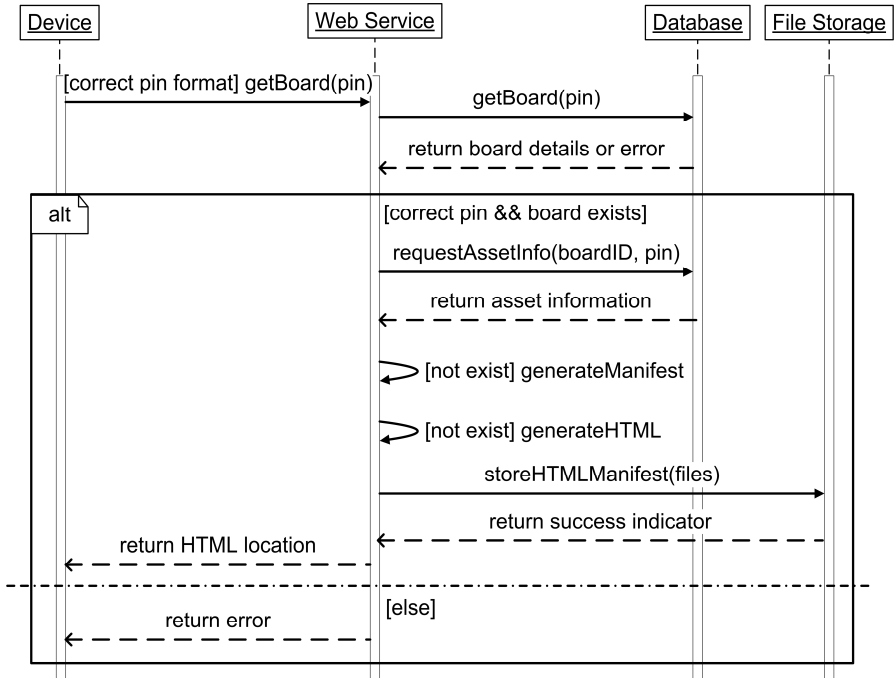 Device
Web Service
Database
File Storage
[correct pin format] getBoard(pin)
getBoard(pin)
return board details or error
alt
[correct pin && board exists]
requestAssetInfo(boardID, pin)
return asset information
[not exist] generateManifest
[not exist] generateHTML
storeHTMLManifest(files)
return success indicator
return HTML location
[else]
return error